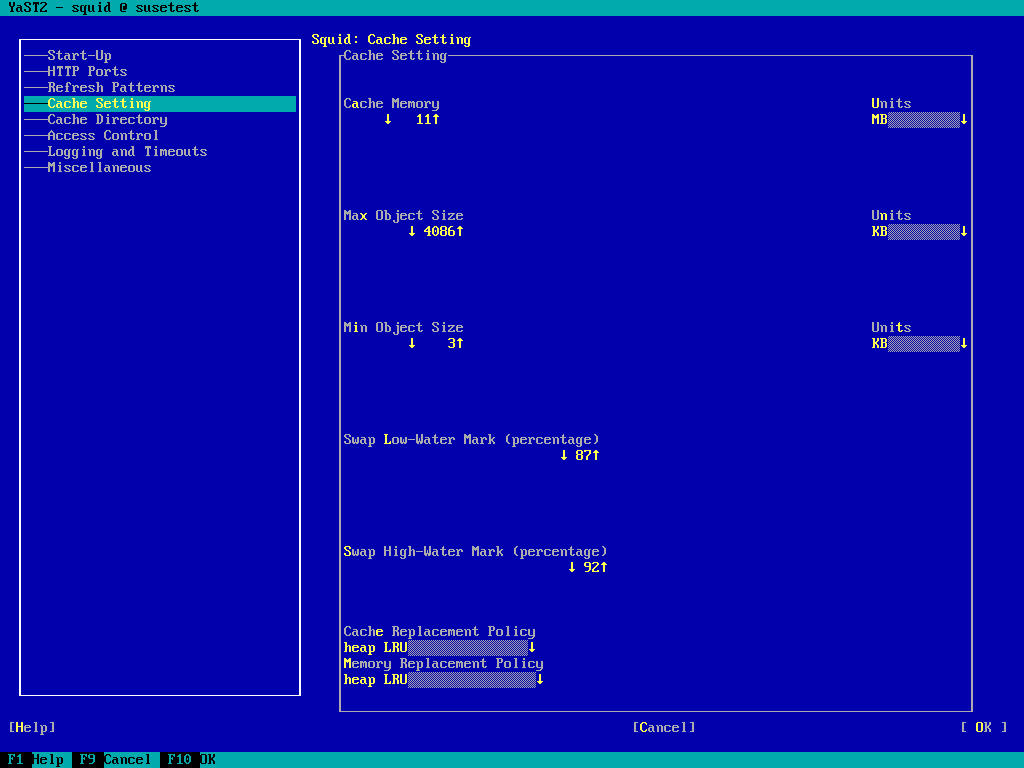 YaST2 - squid @ susetest
Squid: Cache Setting
Start-Up
HTTP Ports
Refresh Patterns
Cache Setting
Cache Directory
Access Control
Logging and Timeouts
Miscellaneous
Cache Setting
Cache Memory Units
↓ 11↑ MB ↓
Max Object Size Units
↓ 4086↑ KB ↓
Min Object Size Units
↓ 3↑ KB ↓
Swap Low-Water Mark (percentage)
↓ 87↑
Swap High-Water Mark (percentage)
↓ 92↑
Cache Replacement Policy
heap LRU ↓
Memory Replacement Policy
heap LRU ↓
[Help] [Cancel] [ OK ]
F1 Help F9 Cancel F10 OK